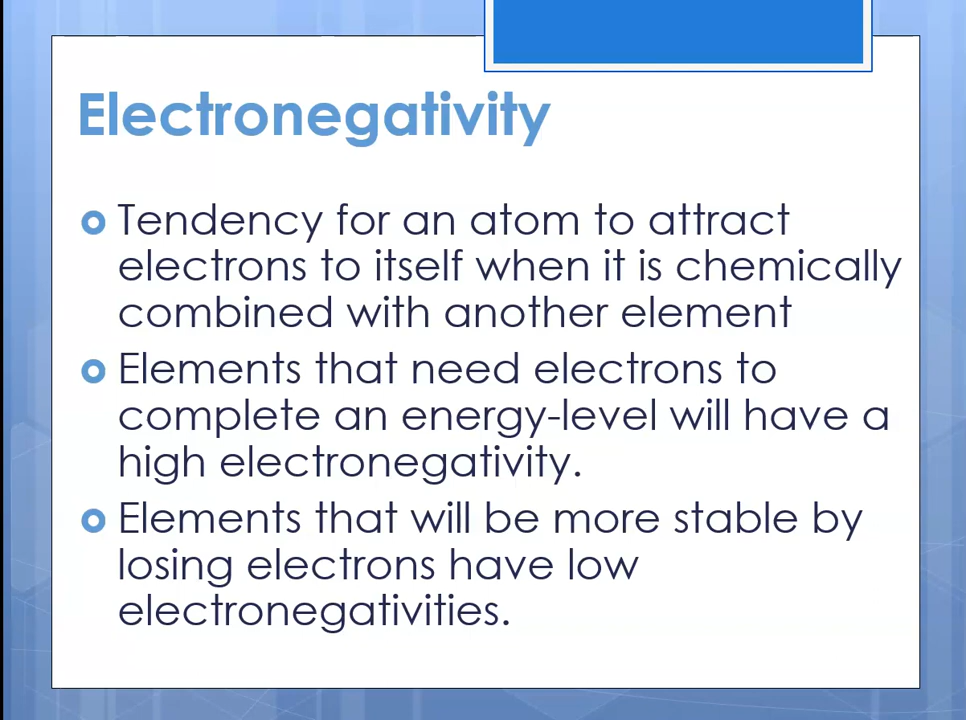 Electronegativity
Tendency for an atom to attract
electrons to itself when it is chemically
combined with another element
Elements that need electrons to
complete an energy-level will have a
high electronegativity.
Elements that will be more stable by
losing electrons have low
electronegativities.